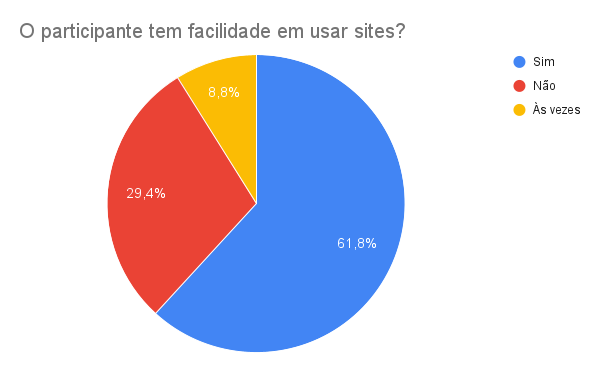 O participante tem facilidade em usar sites?
Sim
Não
Às vezes
8,8%
29,4%
61,8%